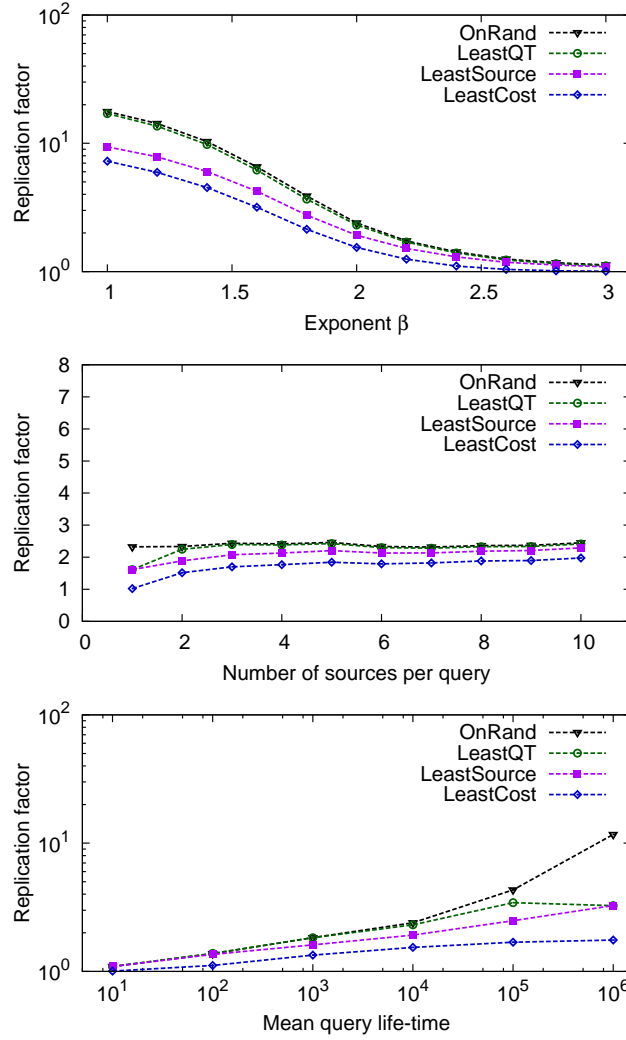 10^2
10^1
10^0
Replication factor
OnRand
LeastQT
LeastSource
LeastCost
1 1.5 2 2.5 3
Exponent β
8
7
6
5
4
3
2
1
0
Replication factor
OnRand
LeastQT
LeastSource
LeastCost
0 2 4 6 8 10
Number of sources per query
10^2
10^1
10^0
Replication factor
OnRand
LeastQT
LeastSource
LeastCost
10^1 10^2 10^3 10^4 10^5 10^6
Mean query life-time